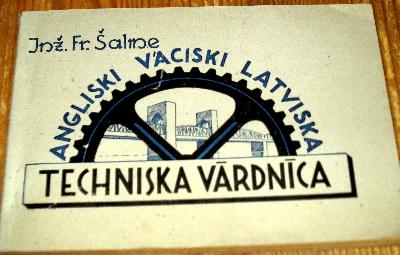 Inž. Fr. Šalme
ANGLISKI VĀCISKI LATVISKA
TECHNISKA VĀRDNĪCA